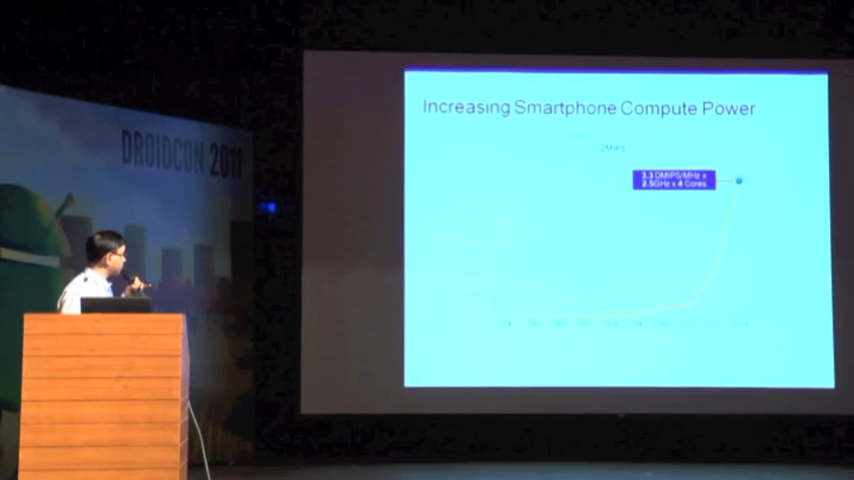 DROIDCON 2011
Increasing Smartphone Compute Power
DMIPS
3.3 DMIPS/MHz x
2.5GHz x 4 Cores